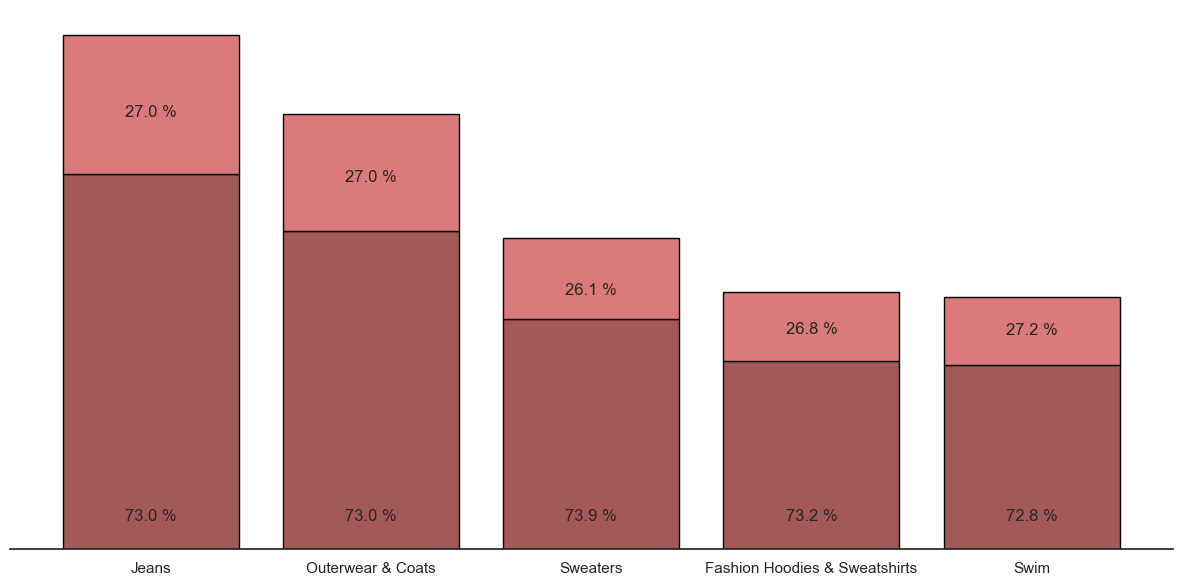 27.0 %
27.0 %
26.1 %
26.8 %
27.2 %
73.0 %
73.0 %
73.9 %
73.2 %
72.8 %
Jeans
Outerwear & Coats
Sweaters
Fashion Hoodies & Sweatshirts
Swim